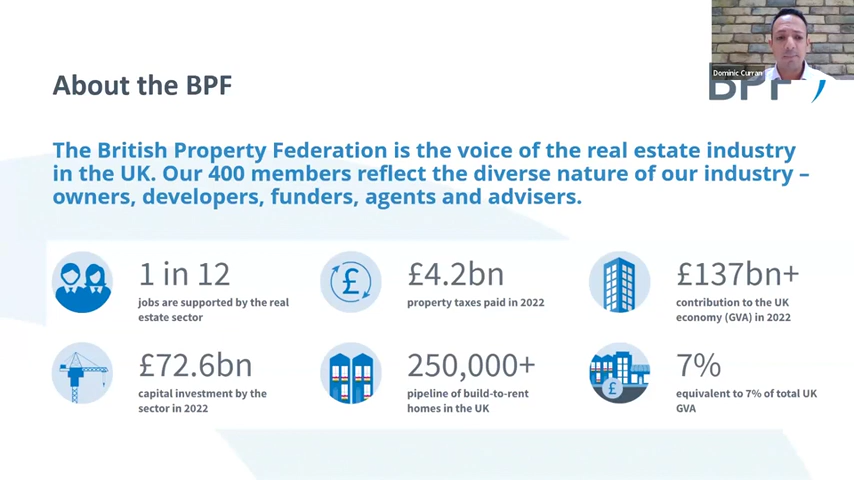 Dominic Curran
BPF
About the BPF
The British Property Federation is the voice of the real estate industry
in the UK. Our 400 members reflect the diverse nature of our industry –
owners, developers, funders, agents and advisers.
1 in 12
jobs are supported by the real
estate sector
£4.2bn
property taxes paid in 2022
£137bn+
contribution to the UK
economy (GVA) in 2022
£72.6bn
capital investment by the
sector in 2022
250,000+
pipeline of build-to-rent
homes in the UK
7%
equivalent to 7% of total UK
GVA
£
£